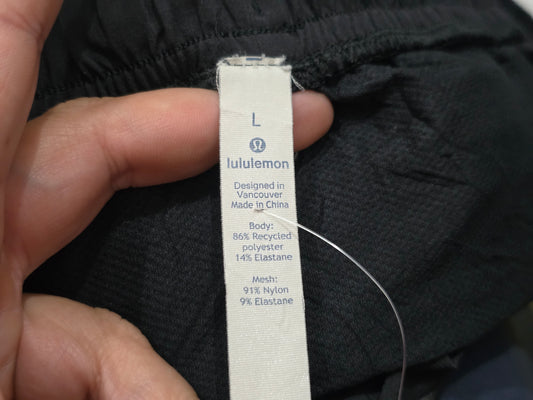 L
lululemon
Designed in
Vancouver
Made in China
Body:
86% Recycled
polyester
14% Elastane
Mesh:
91% Nylon
9% Elastane